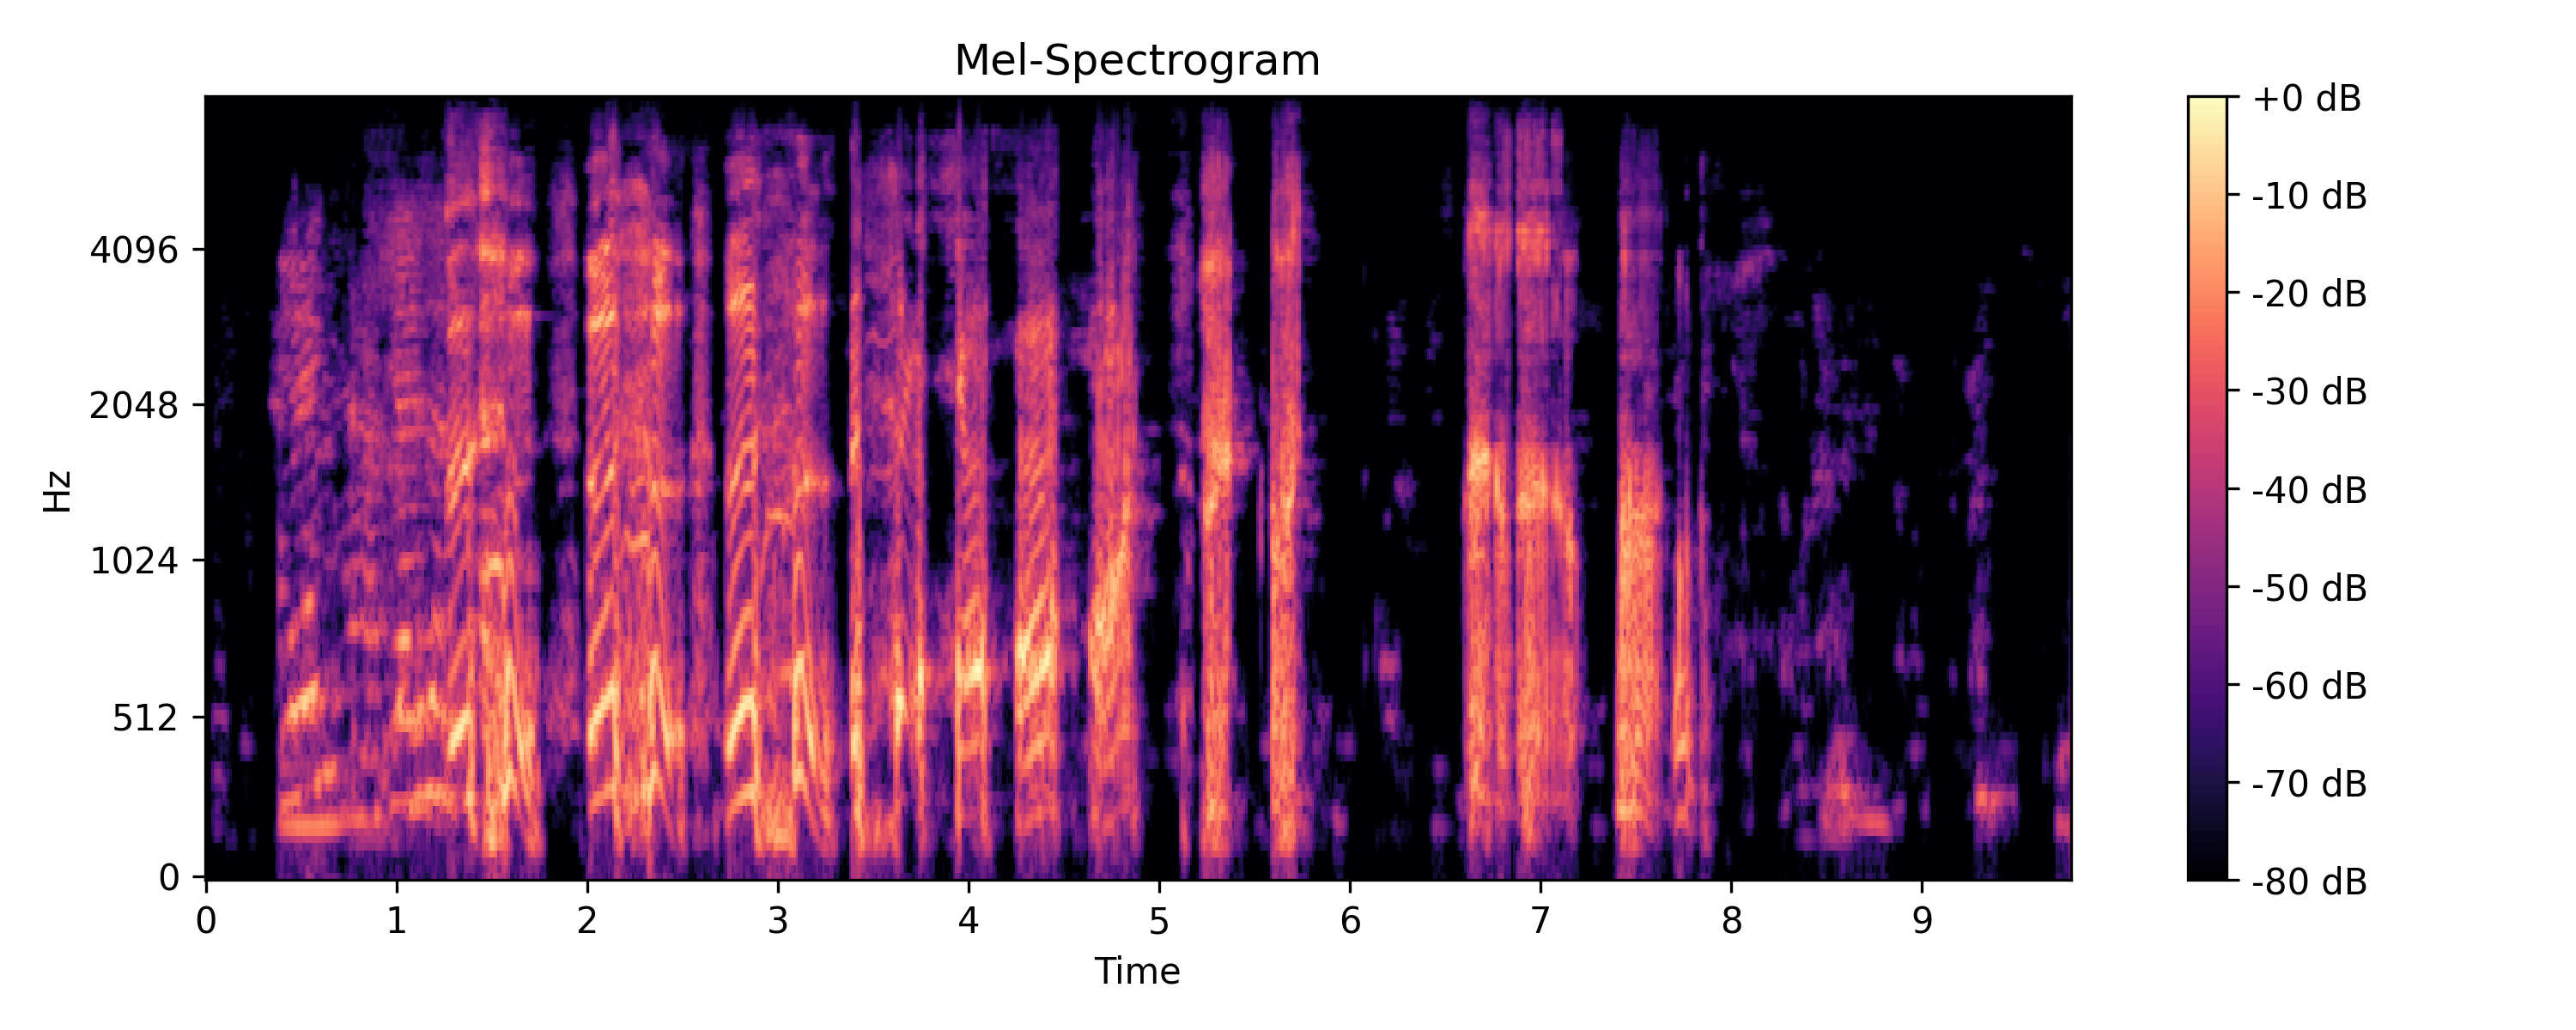 Mel-Spectrogram
+0 dB
-10 dB
-20 dB
-30 dB
-40 dB
-50 dB
-60 dB
-70 dB
-80 dB
Hz
4096
2048
1024
512
0
0 1 2 3 4 5 6 7 8 9
Time